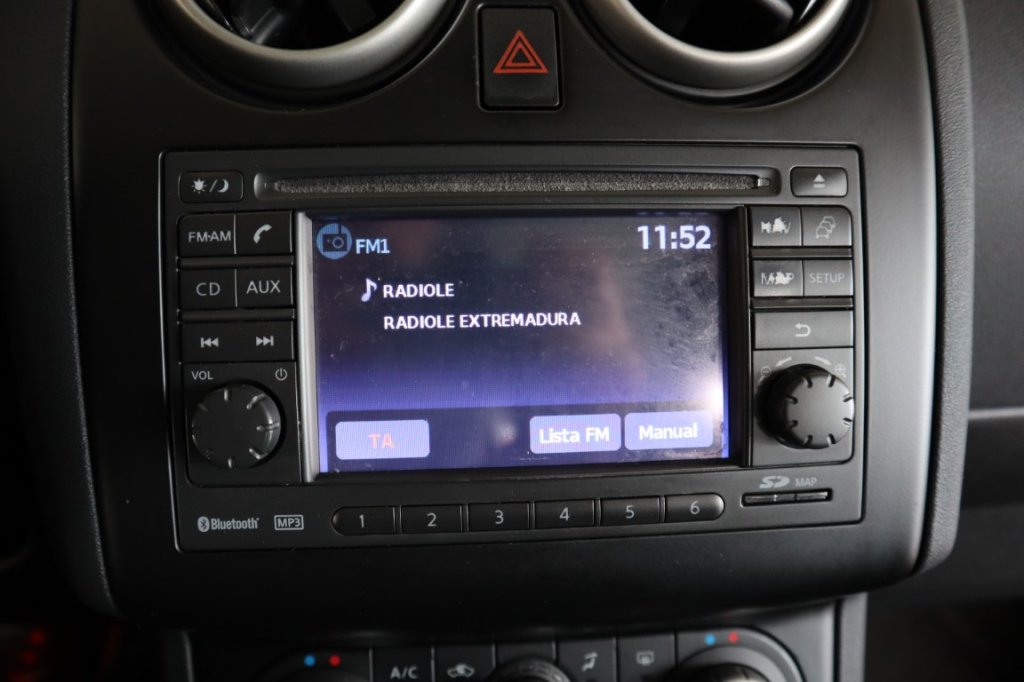 FM·AM
CD AUX
VOL
FM1 11:52
RADIOLE
RADIOLE EXTREMADURA
TA Lista FM Manual
SETUP
SD MAP
Bluetooth MP3
1 2 3 4 5 6
A/C